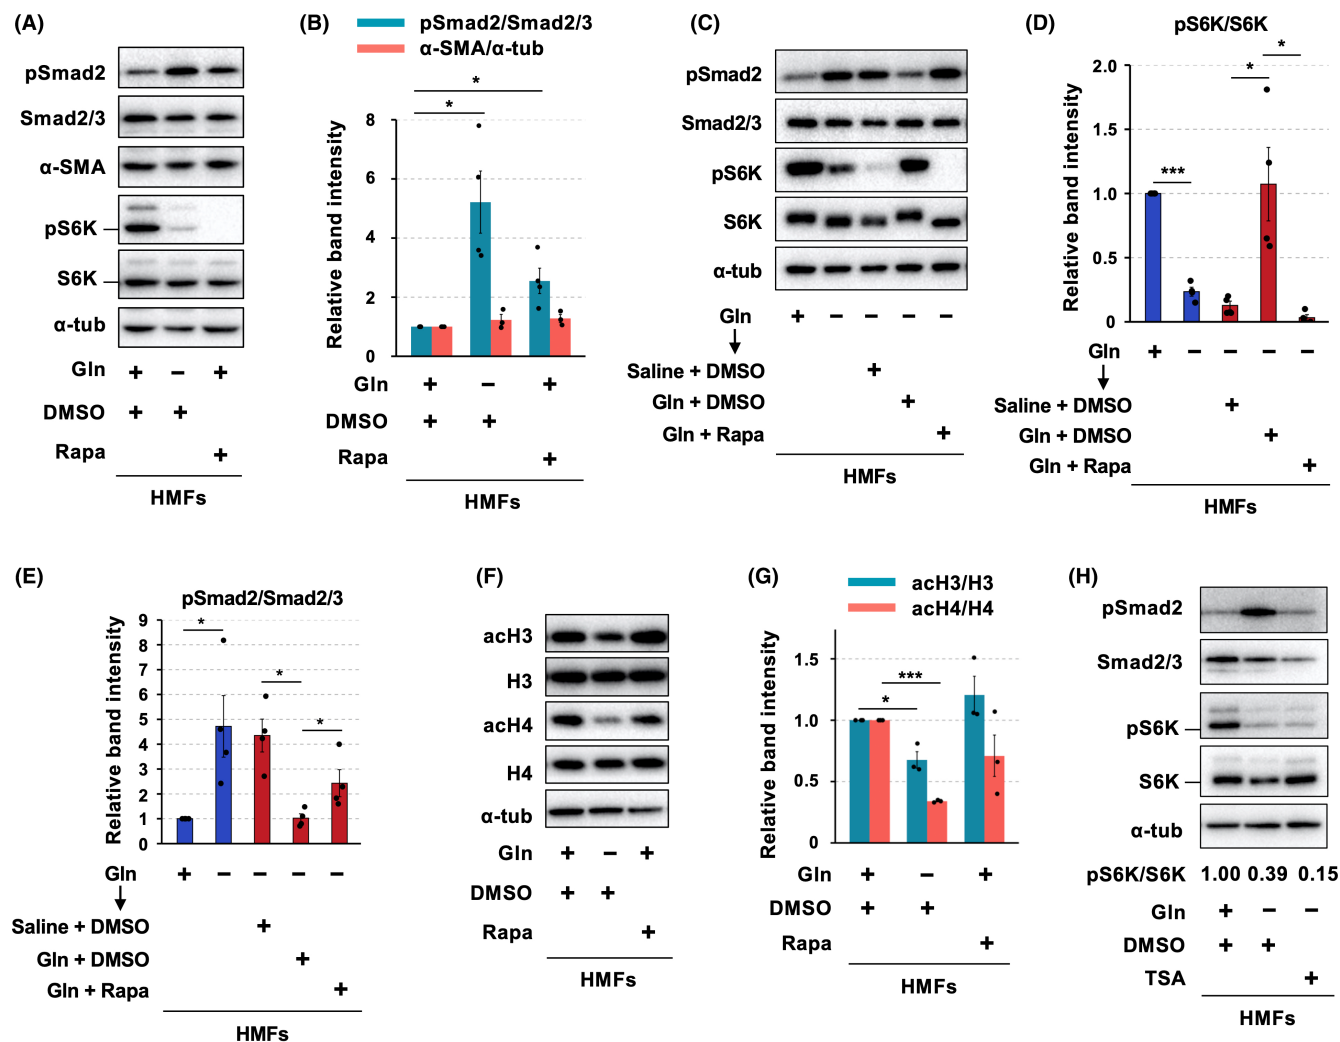 (A)
pSmad2
Smad2/3
α-SMA
pS6K
S6K
α-tub
Gln + − +
DMSO + +
Rapa +
HMFs
(B)
pSmad2/Smad2/3
α-SMA/α-tub
Relative band intensity
8
6
4
2
0
*
*
Gln + − +
DMSO + +
Rapa +
HMFs
(C)
pSmad2
Smad2/3
pS6K
S6K
α-tub
Gln + − − − −
Saline + DMSO +
Gln + DMSO +
Gln + Rapa +
HMFs
(D)
pS6K/S6K
Relative band intensity
2.0
1.5
1.0
0.5
0
***
*
*
Gln + − − − −
Saline + DMSO +
Gln + DMSO +
Gln + Rapa +
HMFs
(E)
pSmad2/Smad2/3
Relative band intensity
9
8
7
6
5
4
3
2
1
0
*
*
*
Gln + − − − −
Saline + DMSO +
Gln + DMSO +
Gln + Rapa +
HMFs
(F)
acH3
H3
acH4
H4
α-tub
Gln + − +
DMSO + +
Rapa +
HMFs
(G)
acH3/H3
acH4/H4
Relative band intensity
1.5
1.0
0.5
0
***
*
Gln + − +
DMSO + +
Rapa +
HMFs
(H)
pSmad2
Smad2/3
pS6K
S6K
α-tub
pS6K/S6K 1.00 0.39 0.15
Gln + − −
DMSO + +
TSA +
HMFs